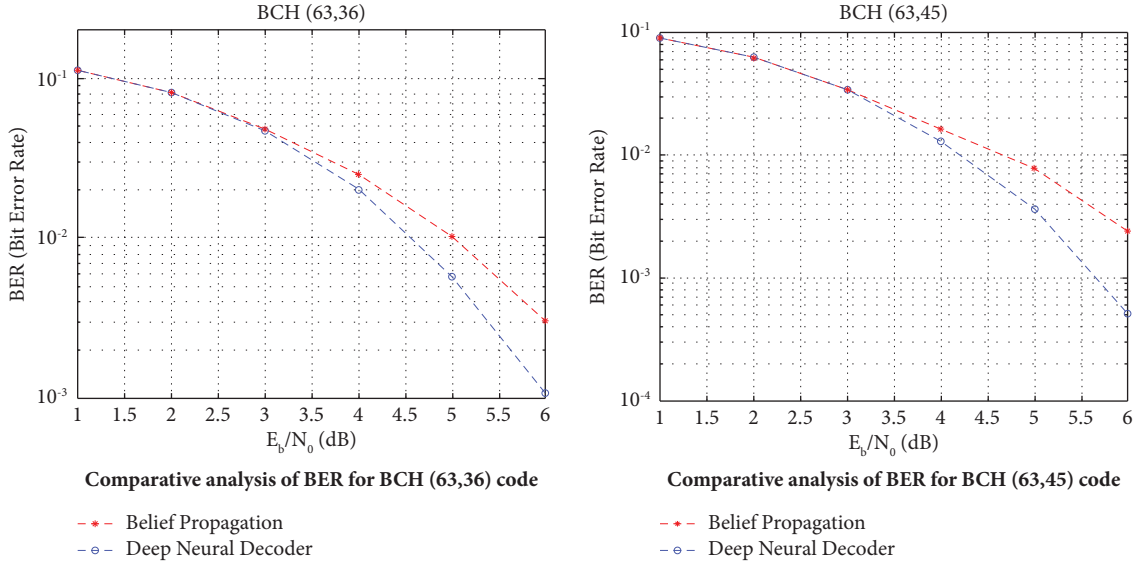 BCH (63,36)
BER (Bit Error Rate)
10^-1
10^-2
10^-3
1 1.5 2 2.5 3 3.5 4 4.5 5 5.5 6
E_b/N_0 (dB)
Comparative analysis of BER for BCH (63,36) code
Belief Propagation
Deep Neural Decoder
BCH (63,45)
BER (Bit Error Rate)
10^-1
10^-2
10^-3
10^-4
1 1.5 2 2.5 3 3.5 4 4.5 5 5.5 6
E_b/N_0 (dB)
Comparative analysis of BER for BCH (63,45) code
Belief Propagation
Deep Neural Decoder